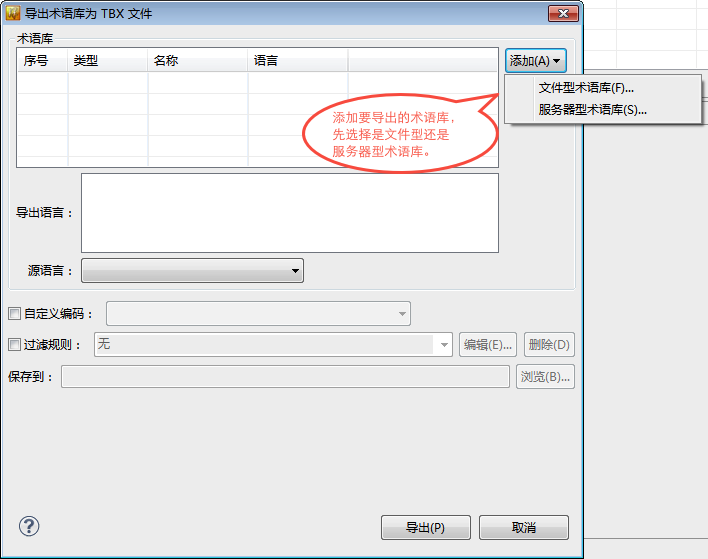 导出术语库为 TBX 文件
术语库
序号 类型 名称 语言
添加(A)
文件型术语库(F)...
服务器型术语库(S)...
添加要导出的术语库，
先选择是文件型还是
服务器型术语库。
导出语言：
源语言：
自定义编码：
过滤规则： 无 编辑(E)... 删除(D)
保存到： 浏览(B)...
? 导出(P) 取消